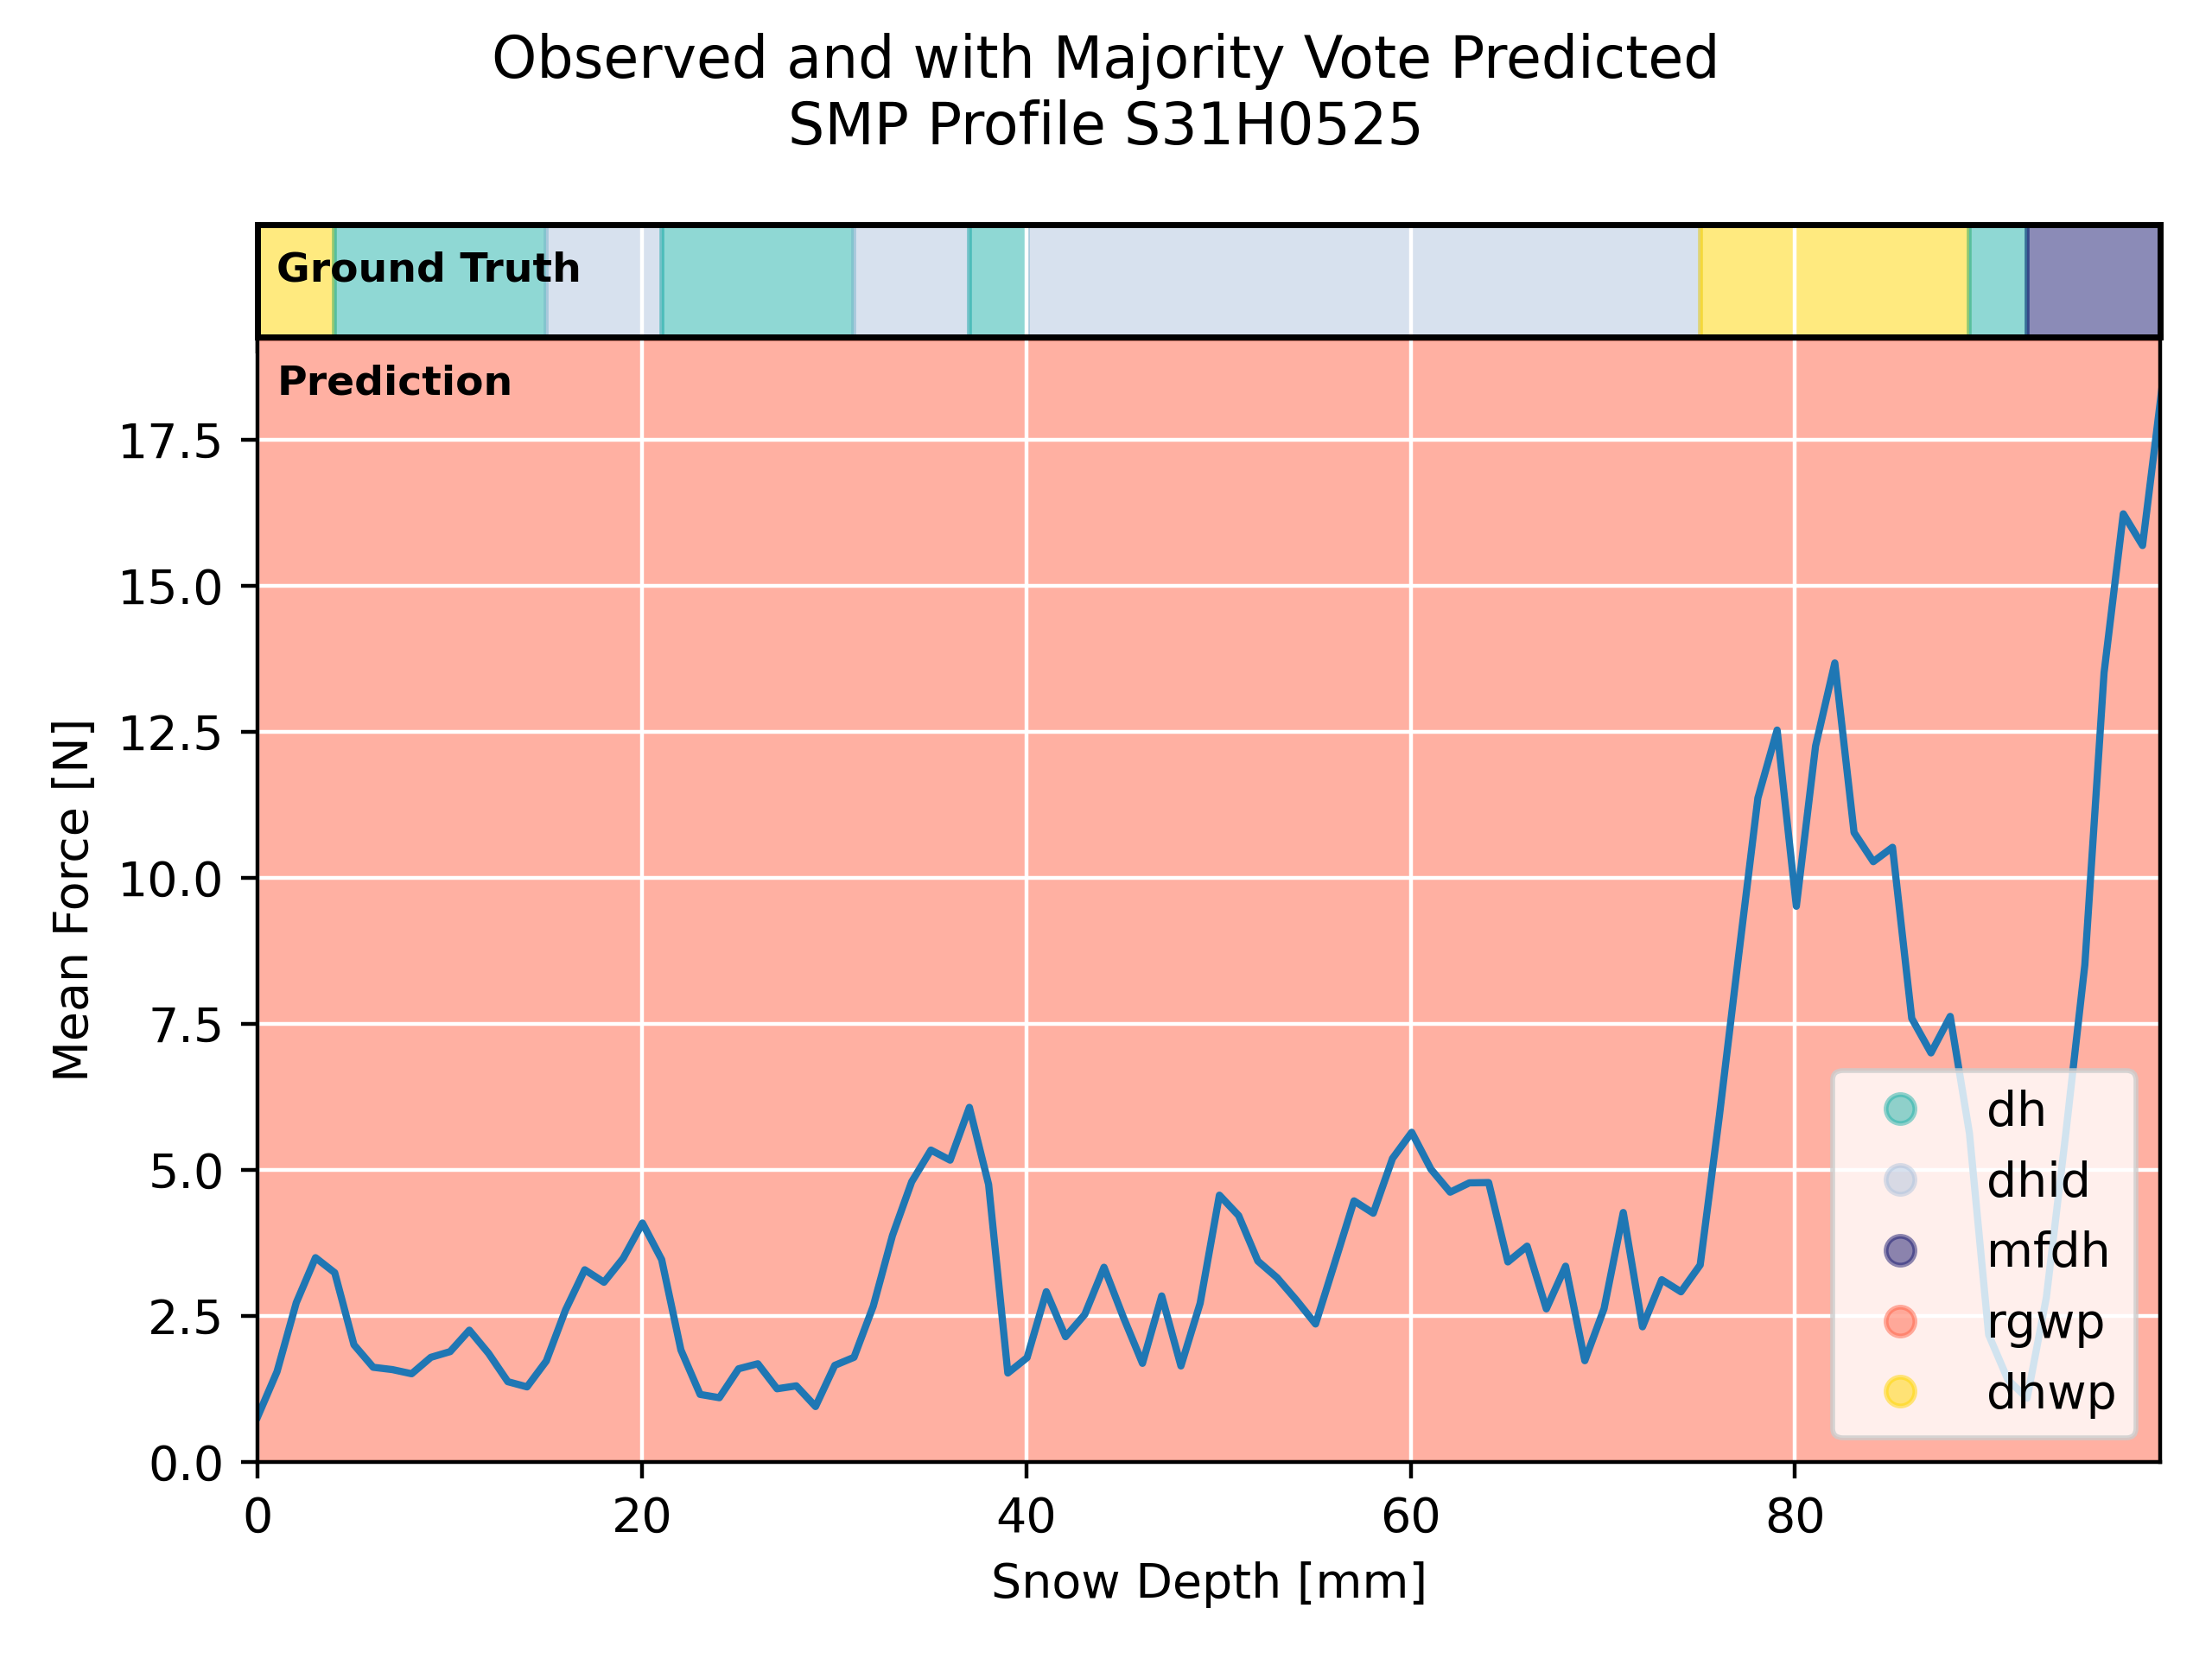 Observed and with Majority Vote Predicted
SMP Profile S31H0525
Ground Truth
Prediction
17.5
15.0
12.5
10.0
7.5
5.0
2.5
0.0
Mean Force [N]
dh
dhid
mfdh
rgwp
dhwp
0 20 40 60 80
Snow Depth [mm]